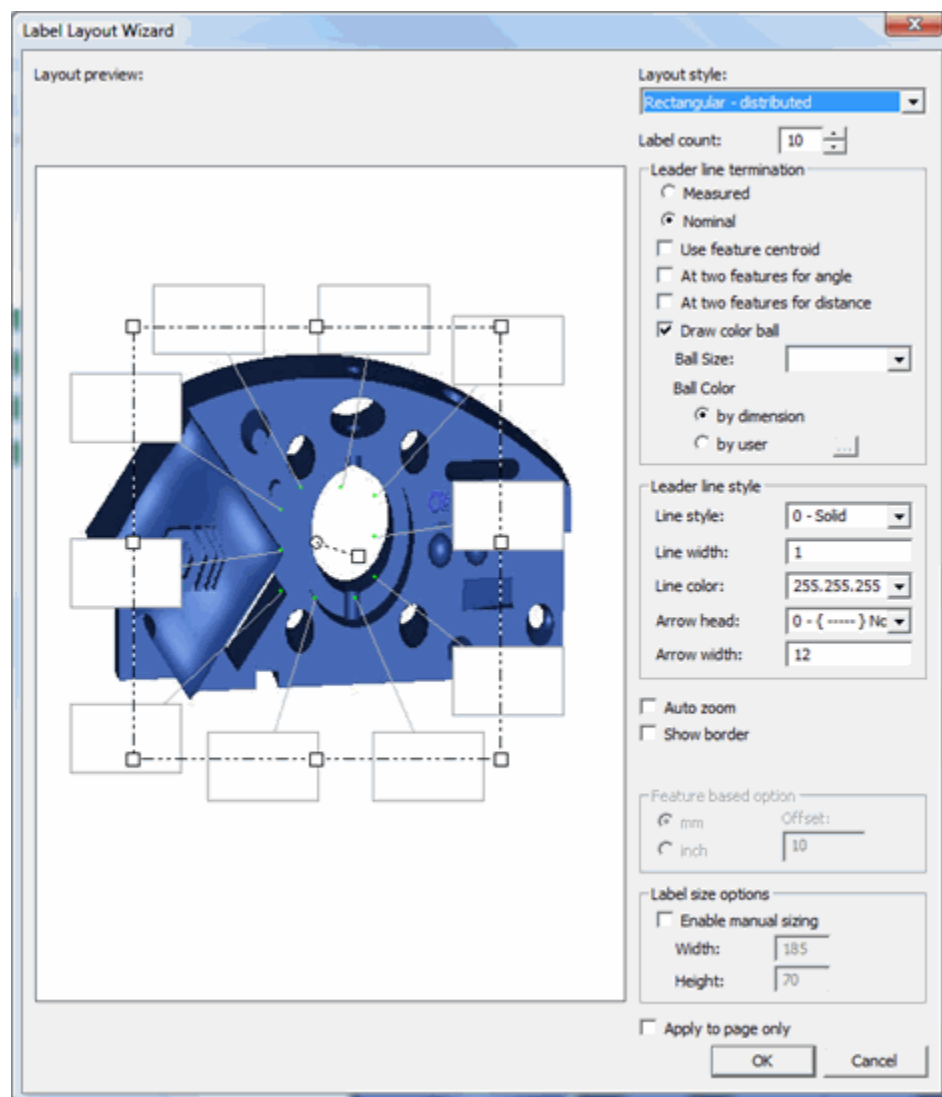 Label Layout Wizard
Layout preview:
Layout style:
Rectangular - distributed
Label count: 10
Leader line termination
Measured
Nominal
Use feature centroid
At two features for angle
At two features for distance
Draw color ball
Ball Size:
Ball Color
by dimension
by user ...
Leader line style
Line style: 0 - Solid
Line width: 1
Line color: 255.255.255
Arrow head: 0 - { ----- } Nc
Arrow width: 12
Auto zoom
Show border
Feature based option
mm Offset:
inch 10
Label size options
Enable manual sizing
Width: 185
Height: 70
Apply to page only
OK Cancel